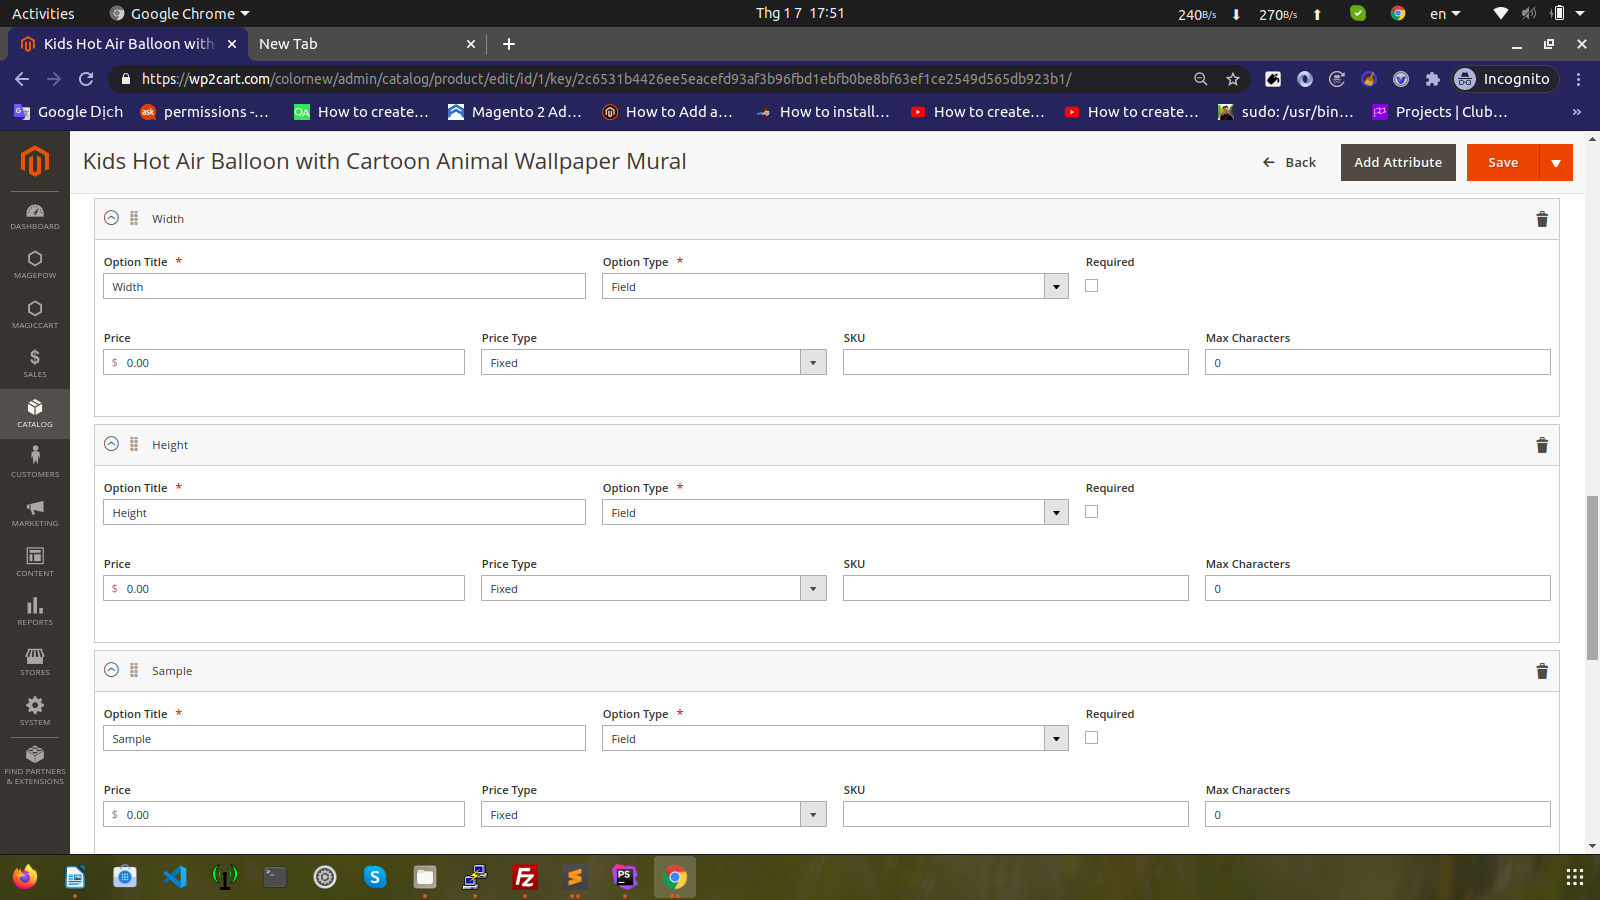 Activities Google Chrome Thg 1 7 17:51 240B/s 270B/s en
Kids Hot Air Balloon with New Tab
https://wp2cart.com/colornew/admin/catalog/product/edit/id/1/key/2c6531b4426ee5eacefd93af3b96fbd1ebfb0be8bf63ef1ce2549d565db923b1/ Incognito
Google Dịch permissions -... How to create... Magento 2 Ad... How to Add a... How to install... How to create... How to create... sudo: /usr/bin... Projects | Club... »
Kids Hot Air Balloon with Cartoon Animal Wallpaper Mural Back Add Attribute Save
DASHBOARD
MAGEPOW
MAGICCART
SALES
CATALOG
CUSTOMERS
MARKETING
CONTENT
REPORTS
STORES
SYSTEM
FIND PARTNERS
& EXTENSIONS
Width
Option Title * Option Type * Required
Width Field
Price Price Type SKU Max Characters
$ 0.00 Fixed 0
Height
Option Title * Option Type * Required
Height Field
Price Price Type SKU Max Characters
$ 0.00 Fixed 0
Sample
Option Title * Option Type * Required
Sample Field
Price Price Type SKU Max Characters
$ 0.00 Fixed 0